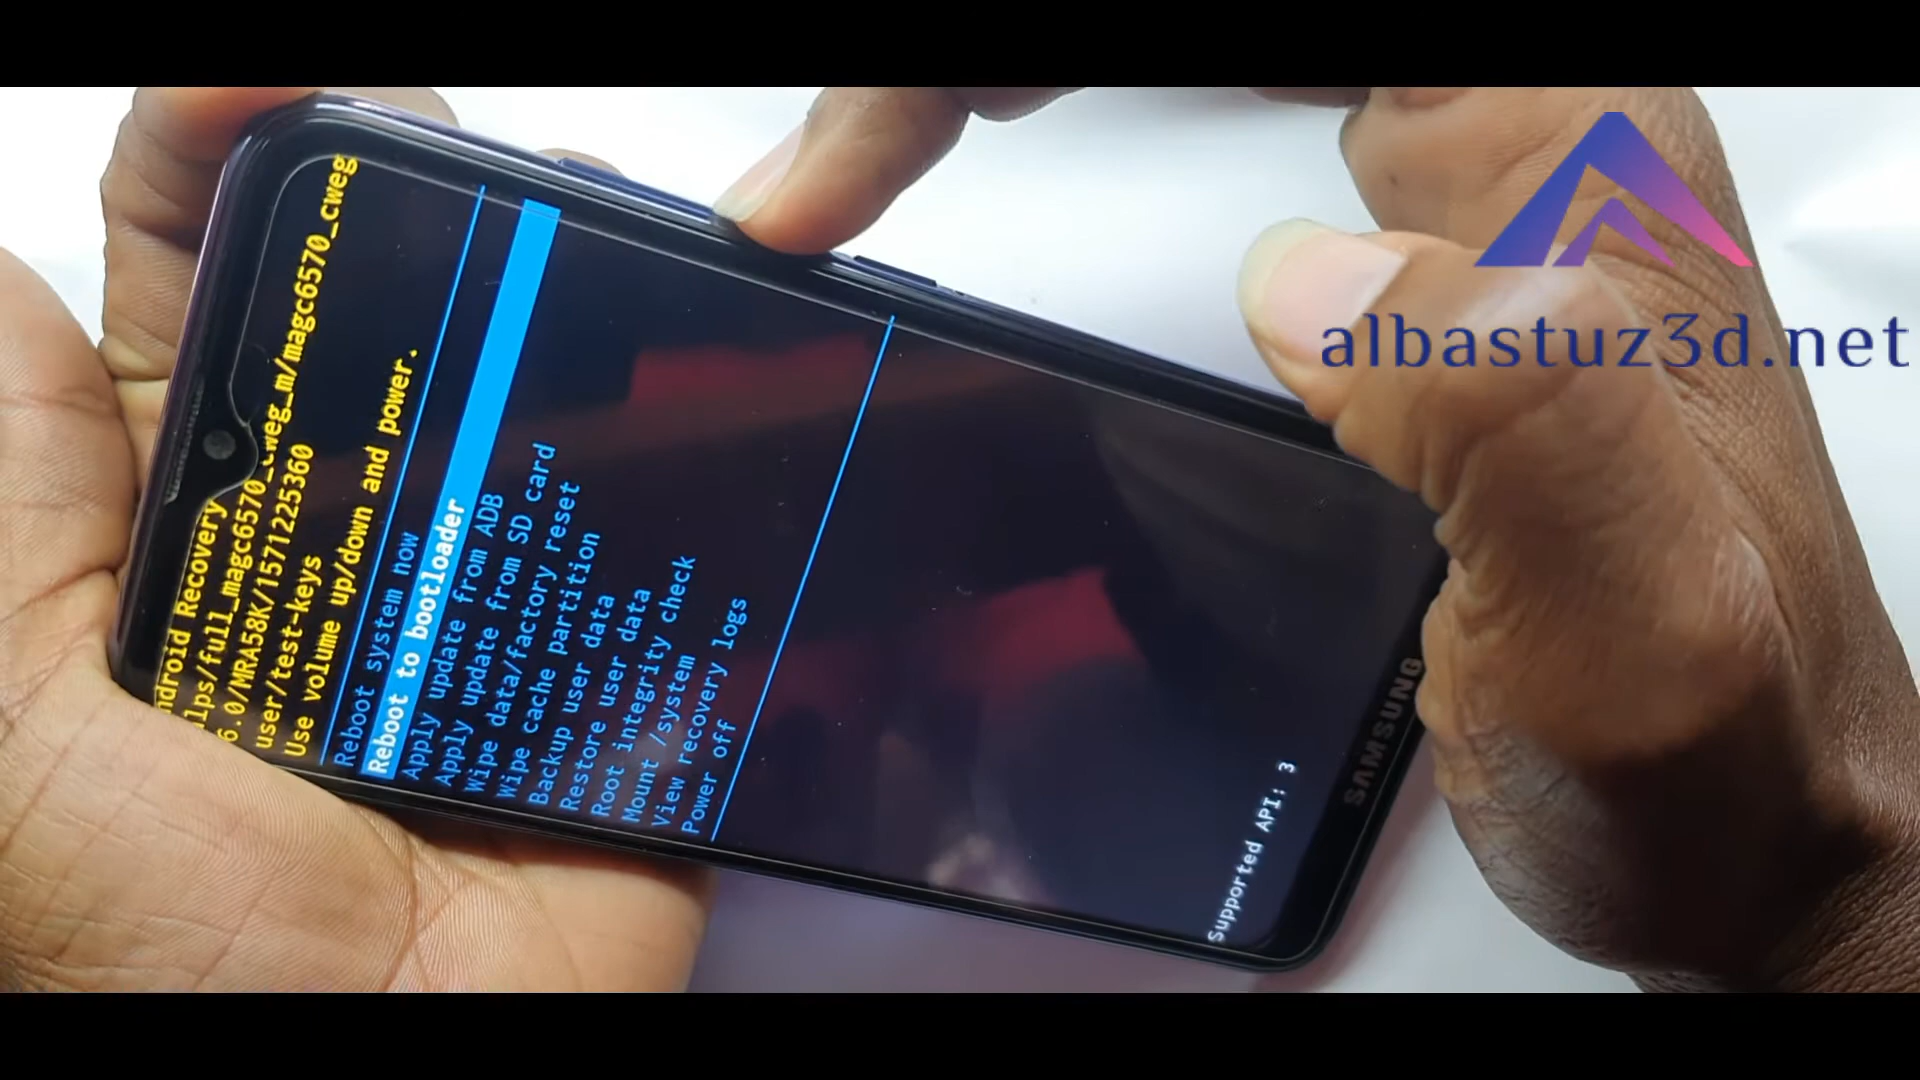 Android Recovery
alps/full_magc6570_cweg_m/magc6570_cweg
6.0/MRA58K/1571225360
user/test-keys
Use volume up/down and power.
Reboot system now
Reboot to bootloader
Apply update from ADB
Apply update from SD card
Wipe data/factory reset
Wipe cache partition
Backup user data
Restore user data
Root integrity check
Mount /system
View recovery logs
Power off
Supported API: 3
SAMSUNG
albastuz3d.net